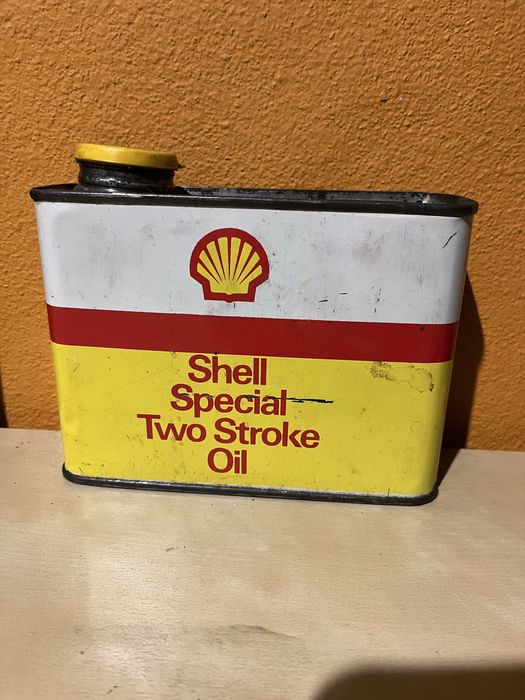 Shell
Special
Two Stroke
Oil